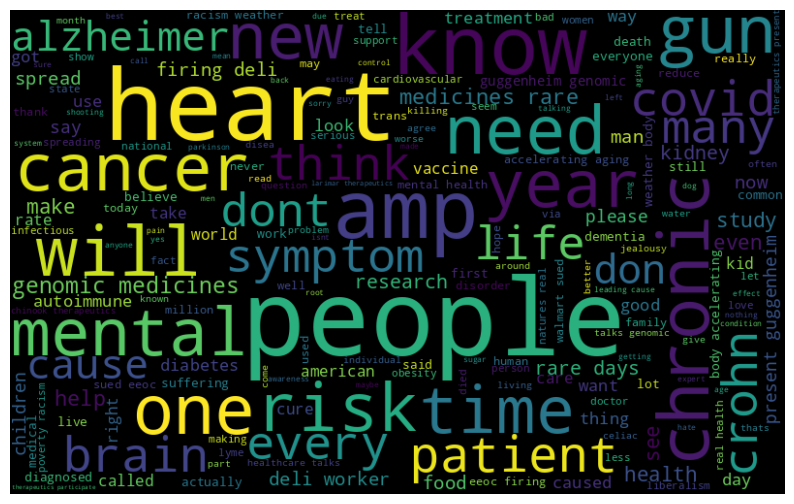 month best due treat bad women way racism weather
alzheimer new know gun
show support tell treatment may death everyone really
got firing deli cardiovascular guggenheim genomic reduce
spread heart medicines rare covid
state use trans killing seem aging
thank shooting guy look man many
say spreading national serious agree worse kidney
system parkinson disea never vaccine accelerating aging still often
cancer think need year
make believe read question larimar therapeutics mental health now common
rate today take men dont amp via please study
infectious yes pain world work problem isnt life dementia water even
will fact anyone symptom hope jealousy don kid
genomic medicines well research first around better good let effect
autoimmune known million disorder family love nothing
mental people chronic
chinook therapeutics root leading cause talks genomic give condition
cause diabetes used american said human person care rare days
sued eeoc individual obesity died want lot age
help suffering come awareness sugar living getting expert
children poverty racism one risk time thing doctor see crohn
medical right live cure maybe celiac less hate thats
brain making every patient caused health
diagnosed called lyme part healthcare talks food eeoc firing liberalism day
therapeutics participate actually deli worker
weather body
natures real
walmart sued
body accelerating
real health
present guggenheim
therapeutics present
control
eating
sorry
talking
call
mean
sure
back
left
long
dog